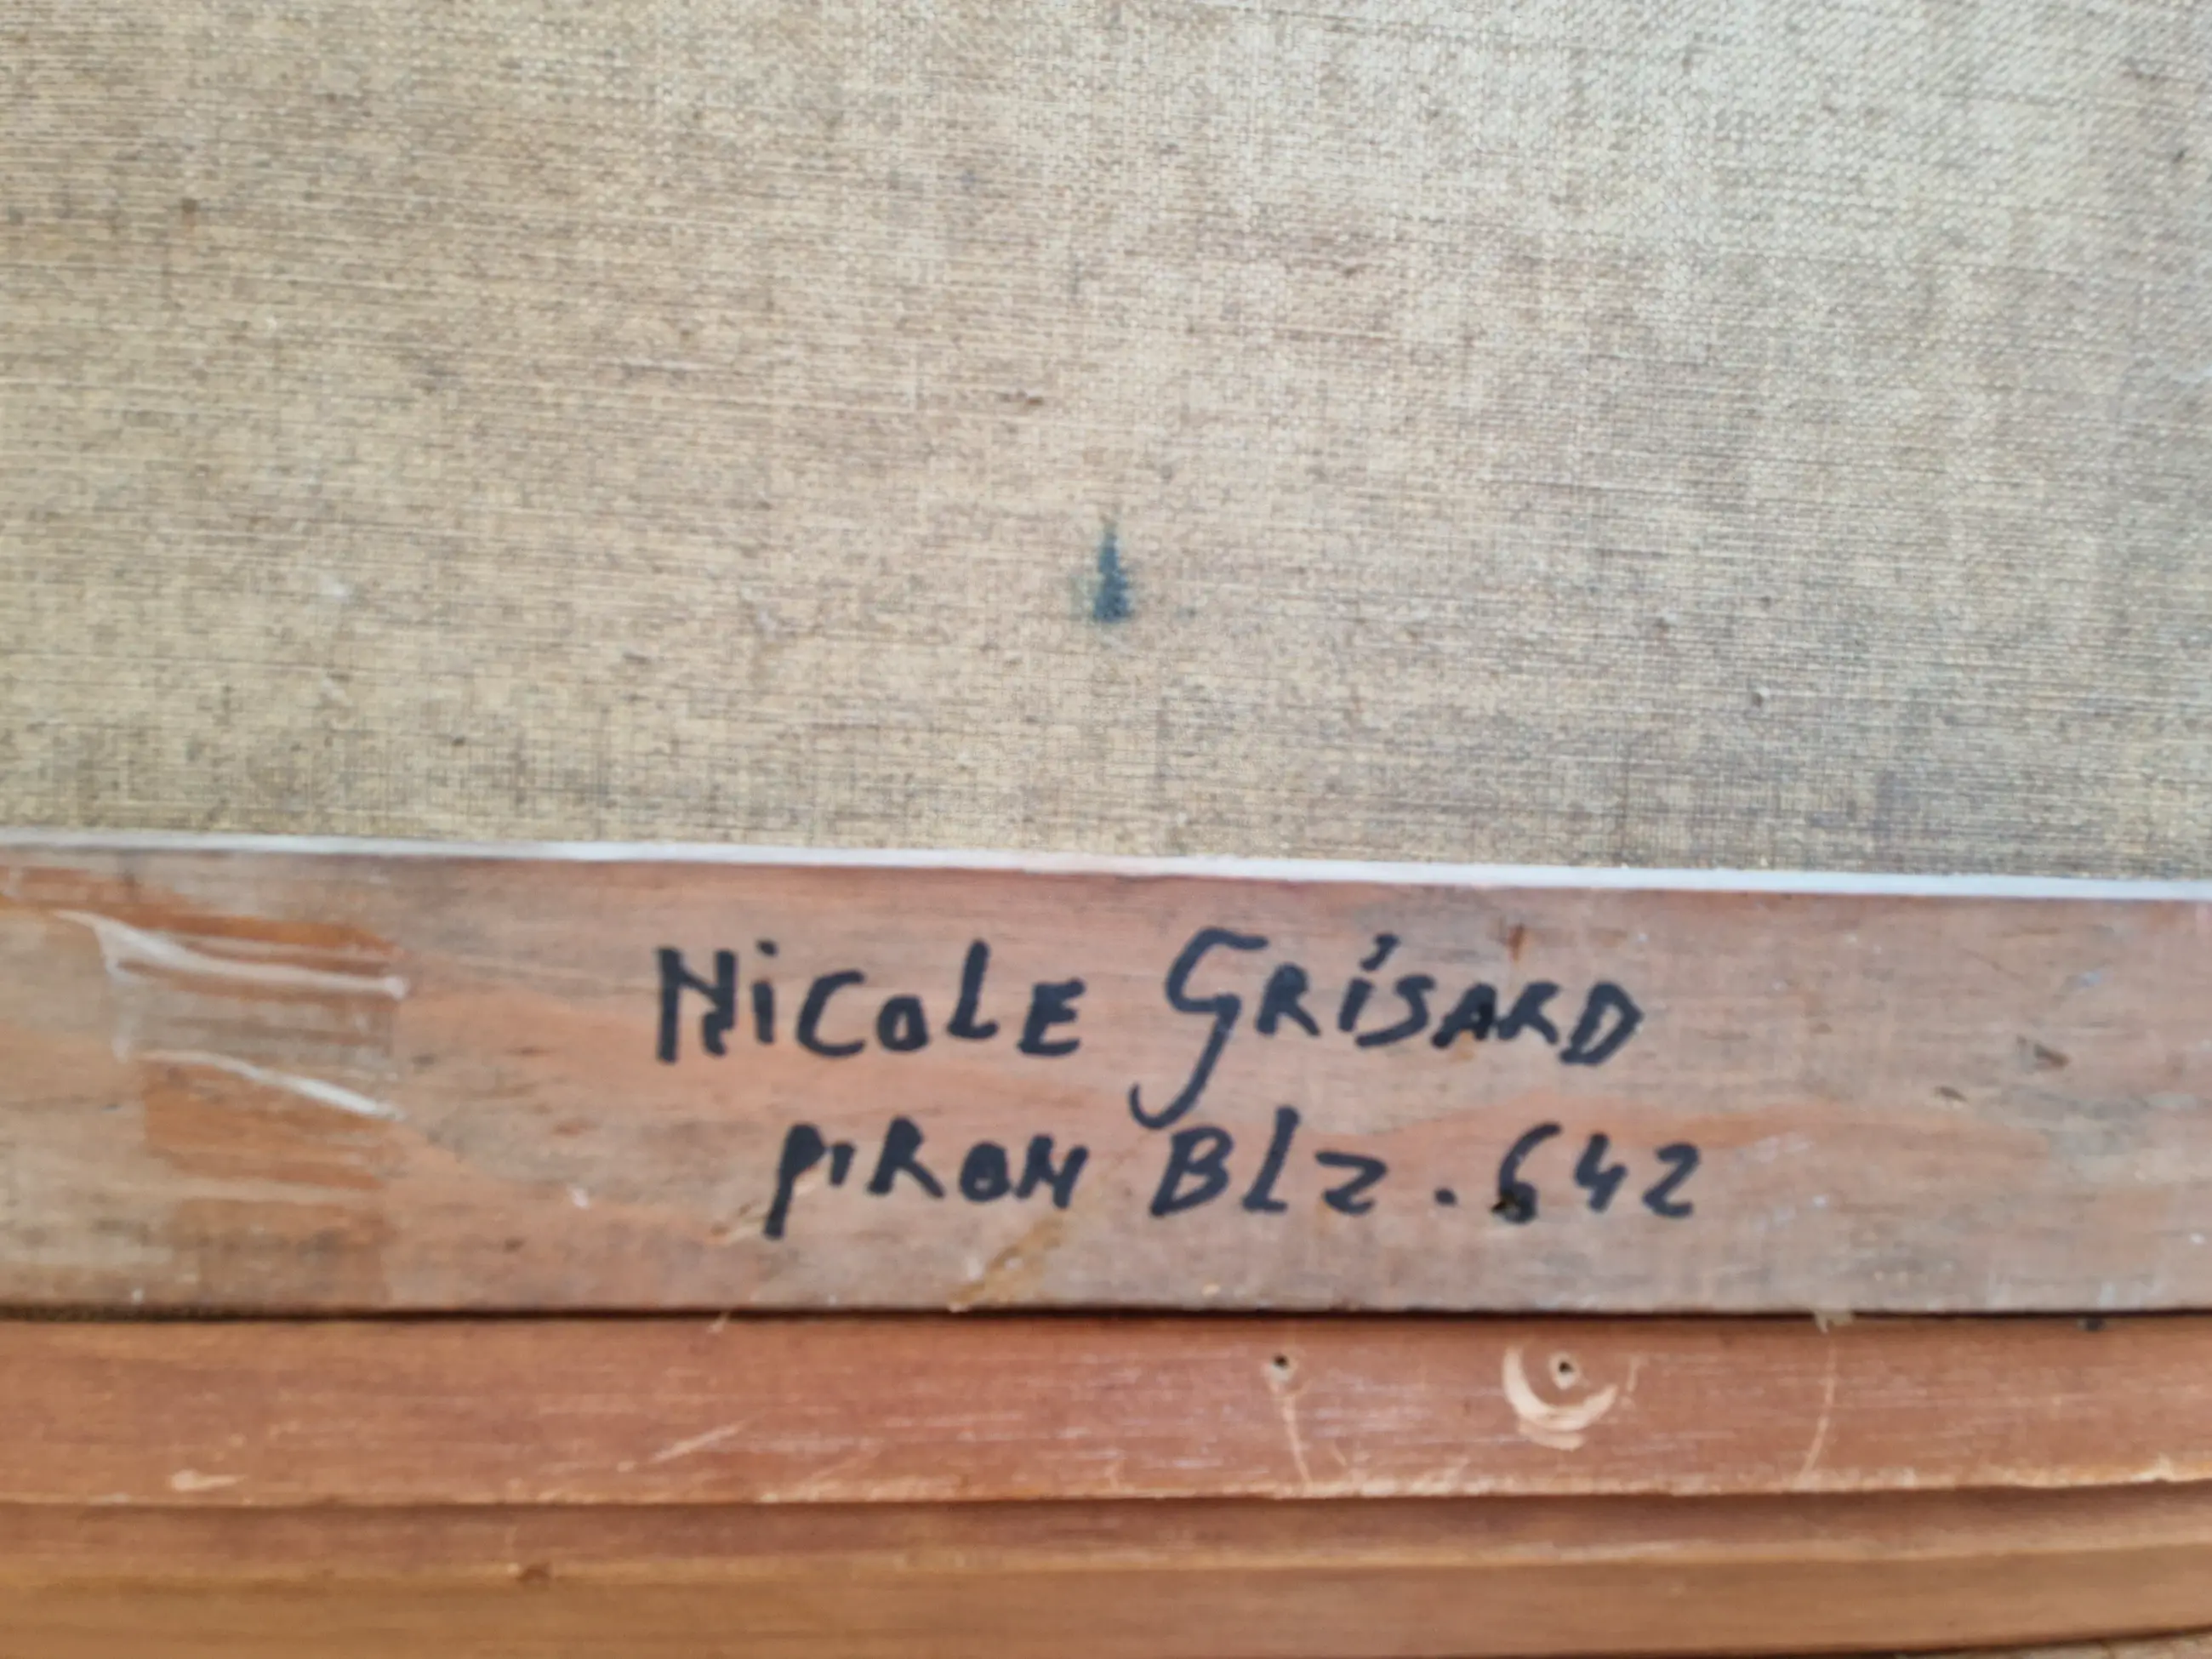 NiCoLE GRiSARD
PiRON BLZ. 642